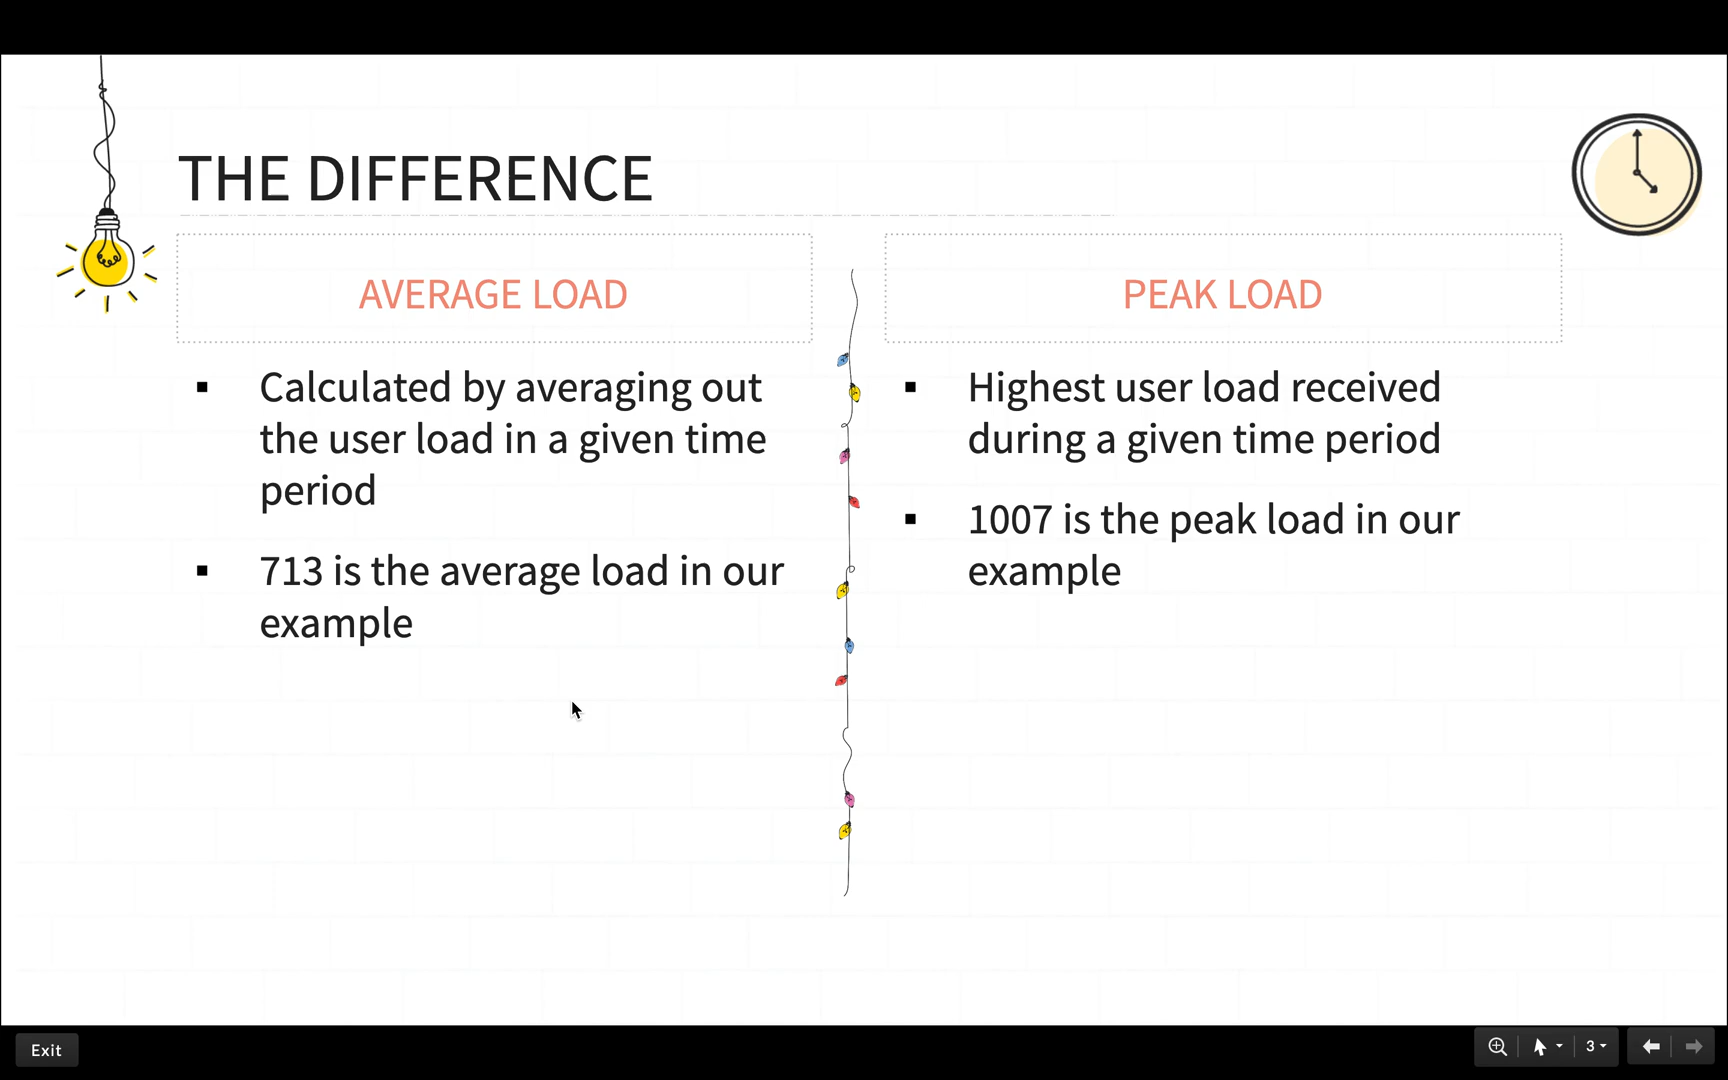 THE DIFFERENCE
AVERAGE LOAD
▪ Calculated by averaging out
the user load in a given time
period
▪ 713 is the average load in our
example
PEAK LOAD
▪ Highest user load received
during a given time period
▪ 1007 is the peak load in our
example
Exit
3